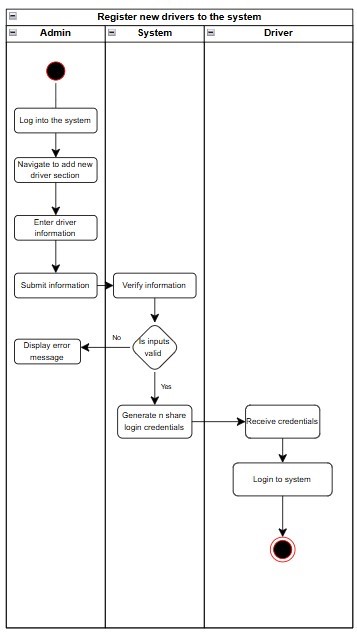 Register new drivers to the system
Admin
System
Driver
Log into the system
Navigate to add new
driver section
Enter driver
information
Submit information
Verify information
Is inputs
valid
No
Display error
message
Yes
Generate n share
login credentials
Receive credentials
Login to system